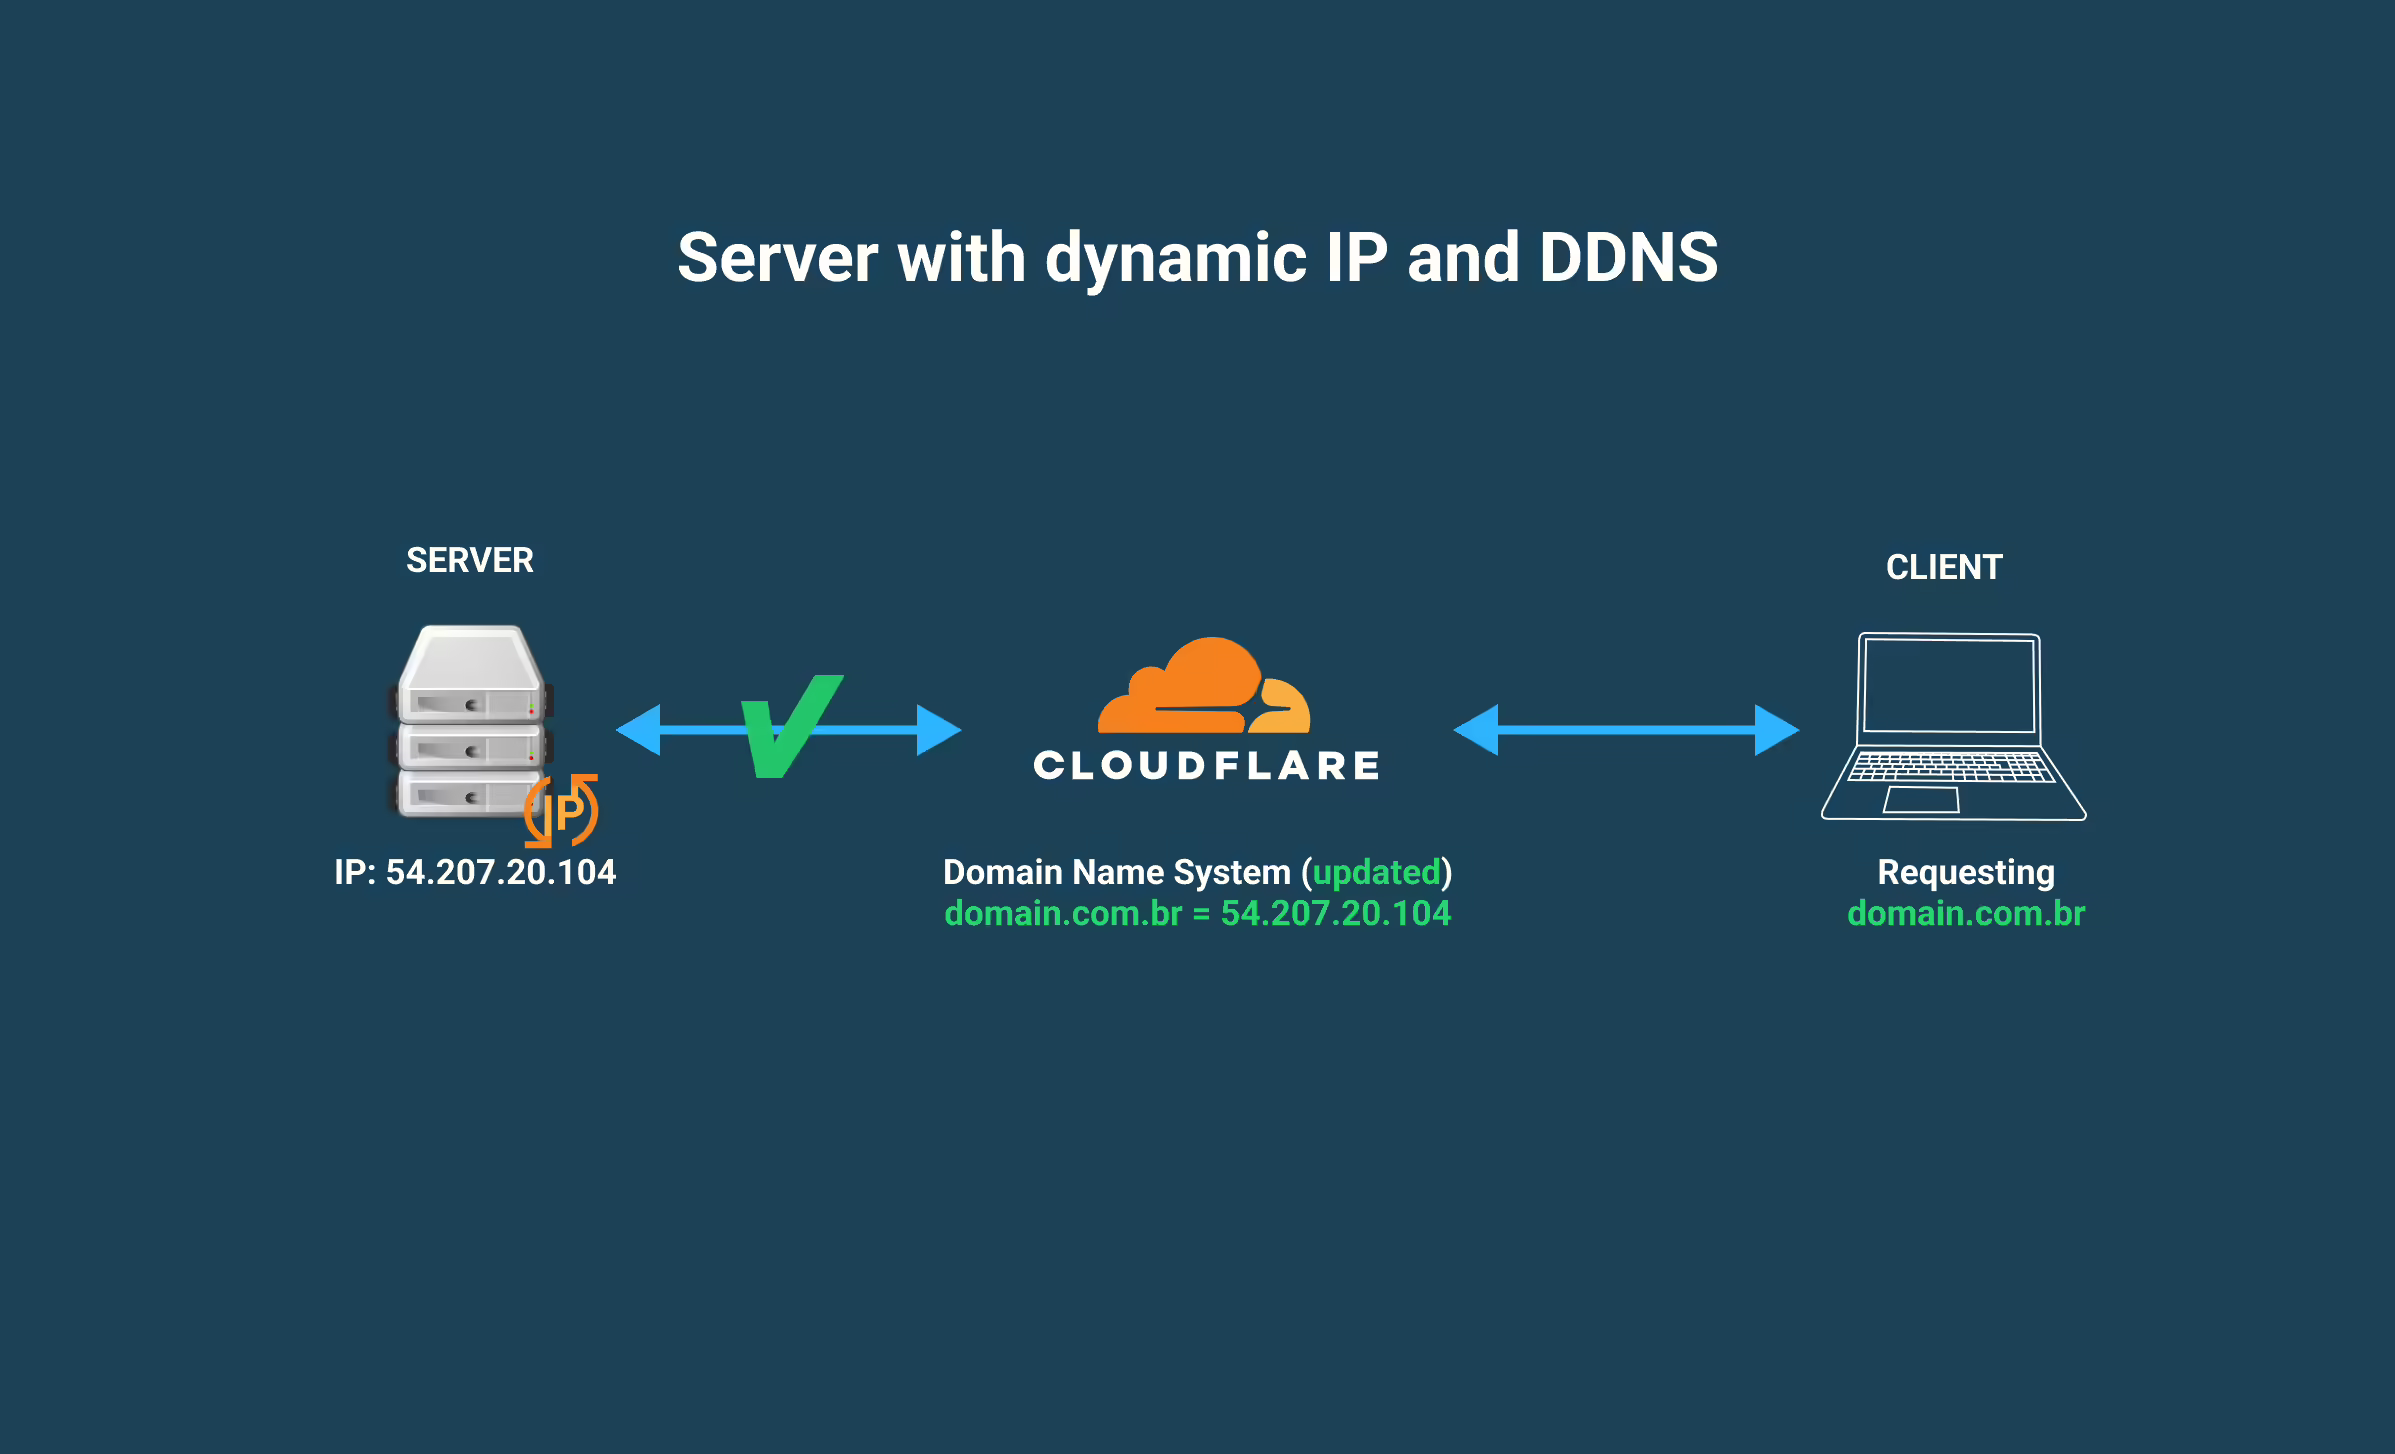 Server with dynamic IP and DDNS
SERVER
CLIENT
IP
CLOUDFLARE
IP: 54.207.20.104
Domain Name System (updated)
domain.com.br = 54.207.20.104
Requesting
domain.com.br